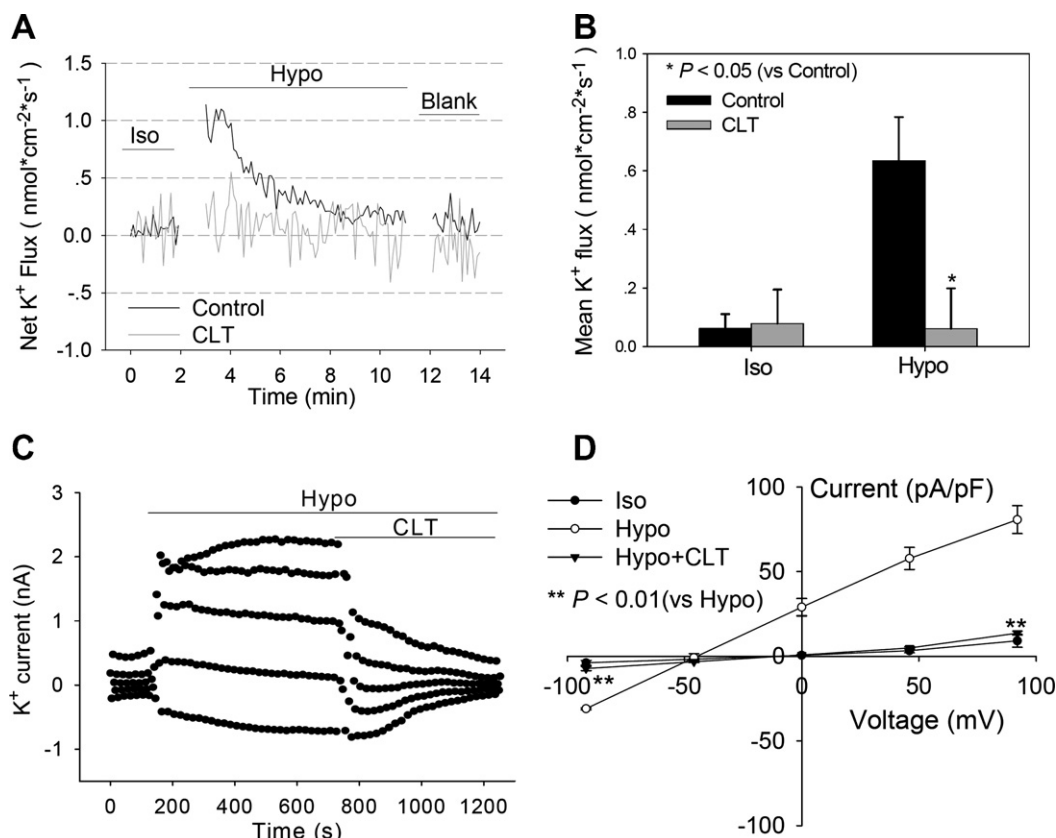 A
Net K+ Flux ( nmol*cm-2*s-1)
1.5
1.0
0.5
0.0
-.5
-1.0
Iso
Hypo
Blank
Control
CLT
0 2 4 6 8 10 12 14
Time (min)
B
Mean K+ flux ( nmol*cm-2*s-1)
1.0
.8
.6
.4
.2
0.0
* P < 0.05 (vs Control)
Control
CLT
*
Iso Hypo
C
K+ current (nA)
3
2
1
0
-1
Hypo
CLT
0 200 400 600 800 1000 1200
Time (s)
D
Iso
Hypo
Hypo+CLT
** P < 0.01(vs Hypo)
Current (pA/pF)
100
50
-50
-100
-100 -50 0 50 100
**
**
Voltage (mV)